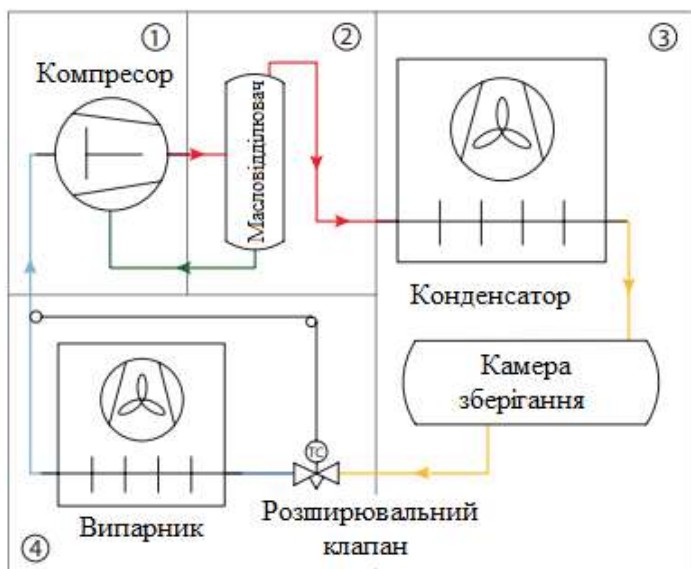 ①
②
③
Компресор
Масловідділювач
Конденсатор
Камера
зберігання
TC
Випарник
Розширювальний
клапан
④